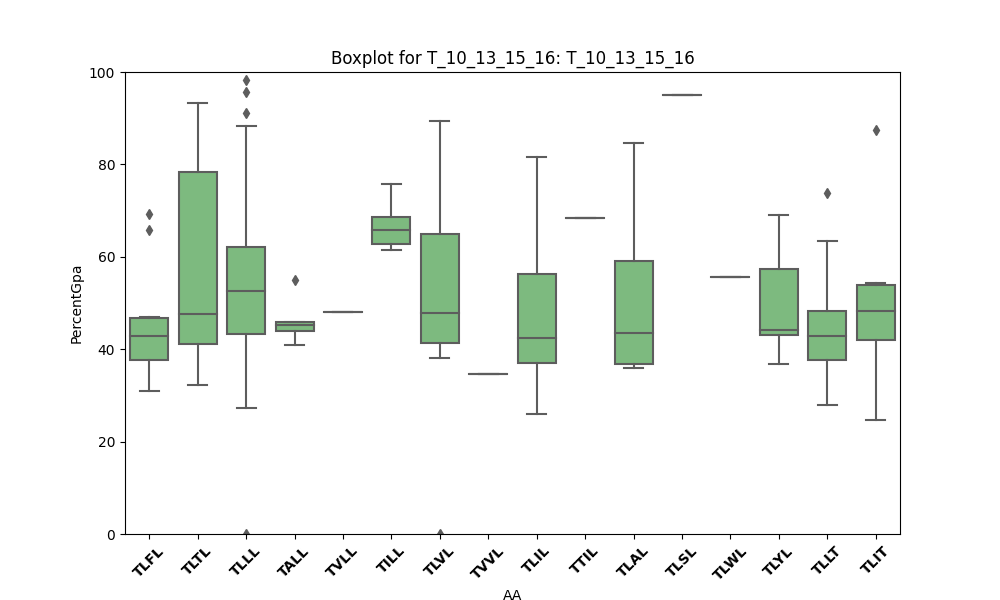 Boxplot for T_10_13_15_16: T_10_13_15_16
100
80
60
40
20
0
PercentGpa
TLFL
TLTL
TLLL
TALL
TVLL
TILL
TLVL
TVVL
TLIL
TTIL
TLAL
TLSL
TLWL
TLYL
TLLT
TLIT
AA